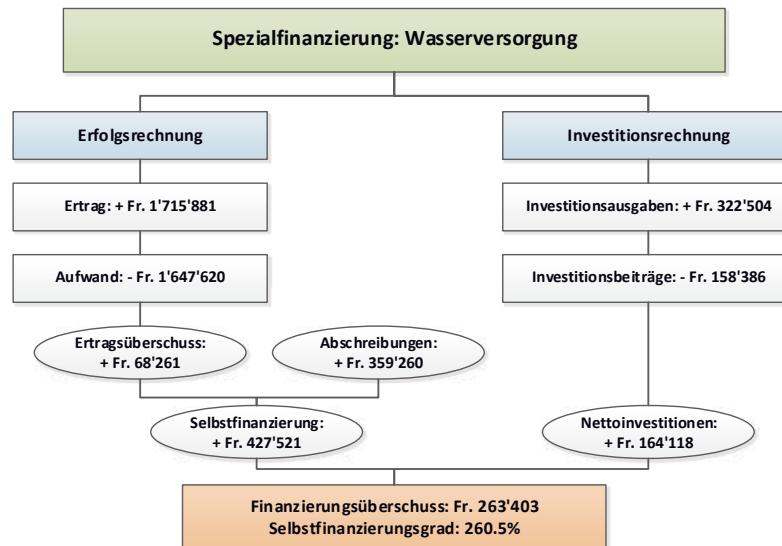 Spezialfinanzierung: Wasserversorgung
Erfolgsrechnung
Investitionsrechnung
Ertrag: + Fr. 1'715'881
Investitionsausgaben: + Fr. 322'504
Aufwand: - Fr. 1'647'620
Investitionsbeiträge: - Fr. 158'386
Ertragsüberschuss:
+ Fr. 68'261
Abschreibungen:
+ Fr. 359'260
Selbstfinanzierung:
+ Fr. 427'521
Nettoinvestitionen:
+ Fr. 164'118
Finanzierungsüberschuss: Fr. 263'403
Selbstfinanzierungsgrad: 260.5%